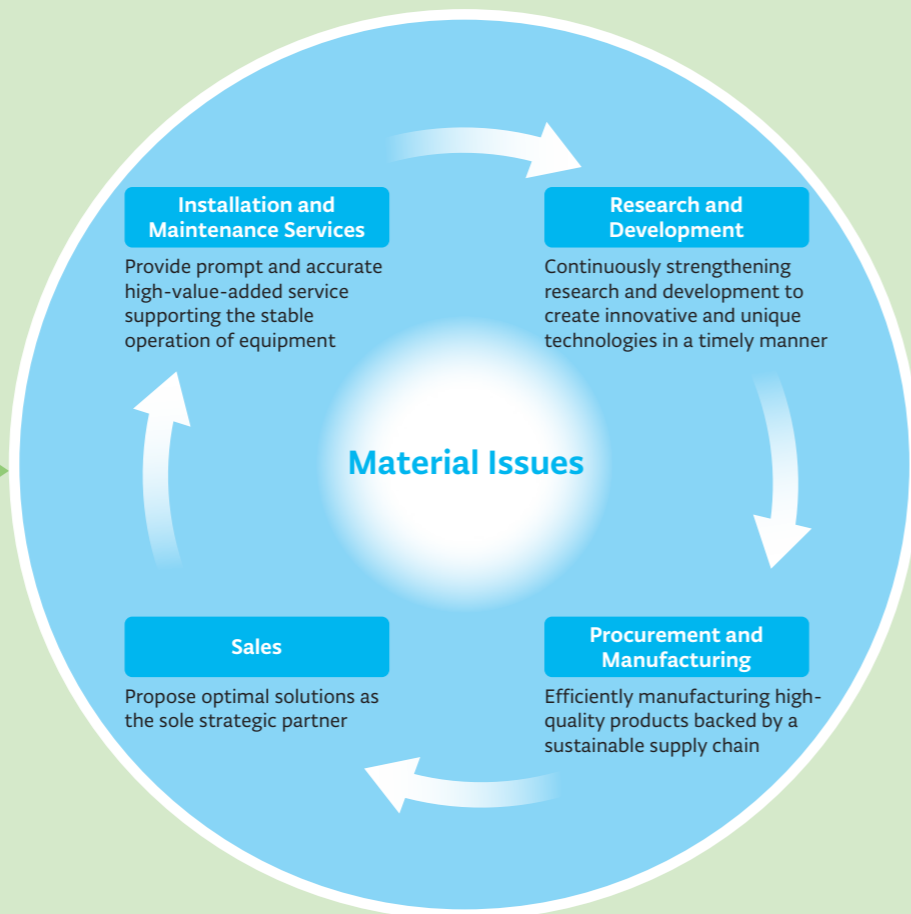 Installation and
Maintenance Services
Provide prompt and accurate
high-value-added service
supporting the stable
operation of equipment
Research and
Development
Continuously strengthening
research and development to
create innovative and unique
technologies in a timely manner
Material Issues
Sales
Propose optimal solutions as
the sole strategic partner
Procurement and
Manufacturing
Efficiently manufacturing high-
quality products backed by a
sustainable supply chain